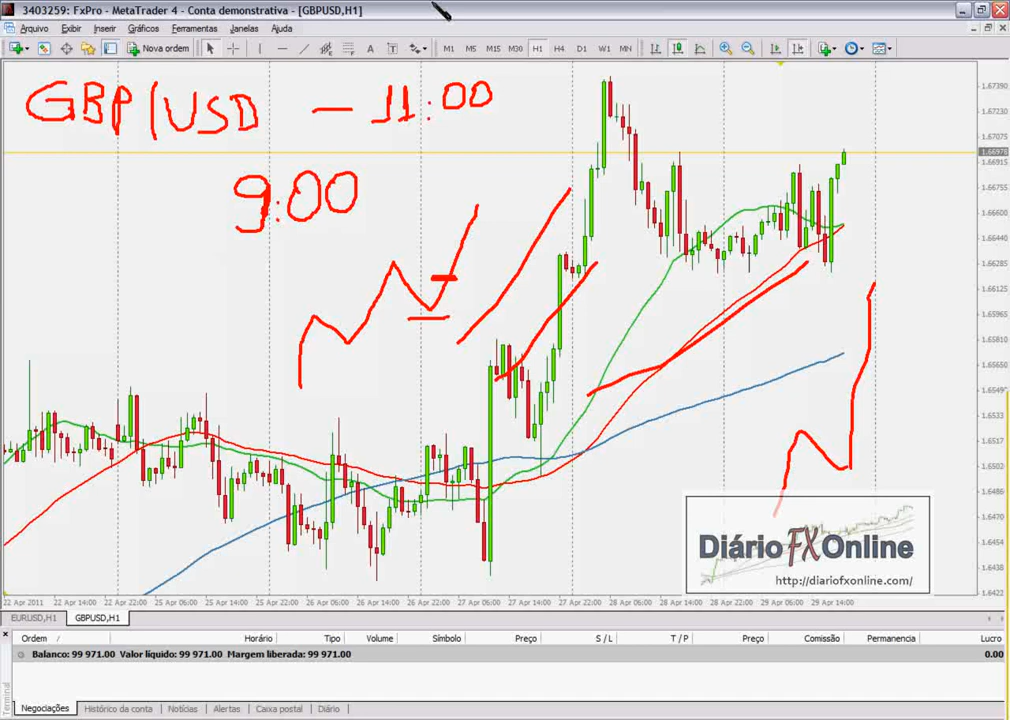 3403259: FxPro - MetaTrader 4 - Conta demonstrativa - [GBPUSD,H1]
Arquivo Exibir Inserir Gráficos Ferramentas Janelas Ajuda
Nova ordem A T M1 M5 M15 M30 H1 H4 D1 W1 MN
GBP/USD - 11:00
9:00
1.67390
1.67235
1.67075
1.66978
1.66915
1.66755
1.66600
1.66440
1.66285
1.66125
1.65965
1.65810
1.65650
1.65490
1.65335
1.65175
1.65020
1.64860
1.64700
1.64545
1.64385
Diário FX Online
http://diariofxonline.com/
22 Apr 2011 22 Apr 14:00 22 Apr 22:00 25 Apr 06:00 25 Apr 14:00 25 Apr 22:00 26 Apr 06:00 26 Apr 14:00 26 Apr 22:00 27 Apr 06:00 27 Apr 14:00 27 Apr 22:00 28 Apr 06:00 28 Apr 14:00 28 Apr 22:00 29 Apr 06:00 29 Apr 14:00
EURUSD,H1 GBPUSD,H1
Ordem / Horário Tipo Volume Símbolo Preço S / L T / P Preço Comissão Permanencia Lucro
Balanco: 99 971.00 Valor líquido: 99 971.00 Margem liberada: 99 971.00 0.00
Terminal
Negociações Histórico da conta Notícias Alertas Caixa postal Diário